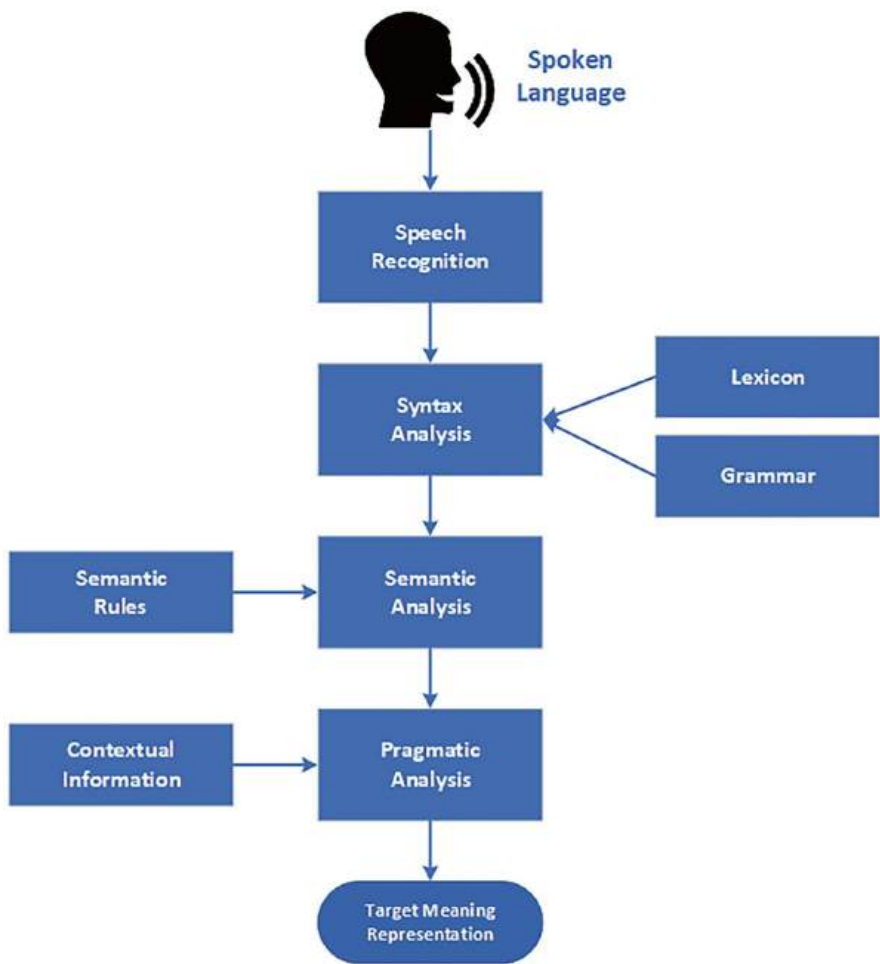 Spoken
Language
Speech
Recognition
Lexicon
Syntax
Analysis
Grammar
Semantic
Rules
Semantic
Analysis
Contextual
Information
Pragmatic
Analysis
Target Meaning
Representation